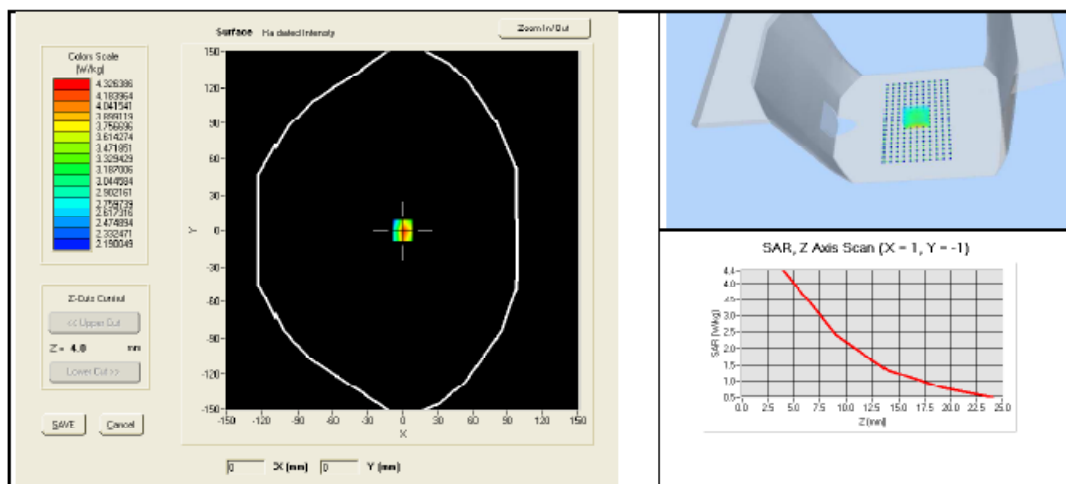 Surface Radiated Intensity
Zoom In/Out
Colors Scale
(W/kg)
4.326386
4.183964
4.041541
3.899119
3.756696
3.614274
3.471851
3.329429
3.187006
3.044584
2.902161
2.759739
2.617316
2.474894
2.332471
2.190049
Z-Cuts Control
<< Upper Cut
Z = 4.0 mm
Lower Cut >>
SAVE
Cancel
150
120
90
60
30
0
-30
-60
-90
-120
-150
Y
-150 -120 -90 -60 -30 0 30 60 90 120 150
X
0 X (mm) 0 Y (mm)
SAR, Z Axis Scan (X = 1, Y = -1)
4.4
4.0
3.5
3.0
2.5
2.0
1.5
1.0
0.5
SAR (W/kg)
0.0 2.5 5.0 7.5 10.0 12.5 15.0 17.5 20.0 22.5 25.0
Z (mm)